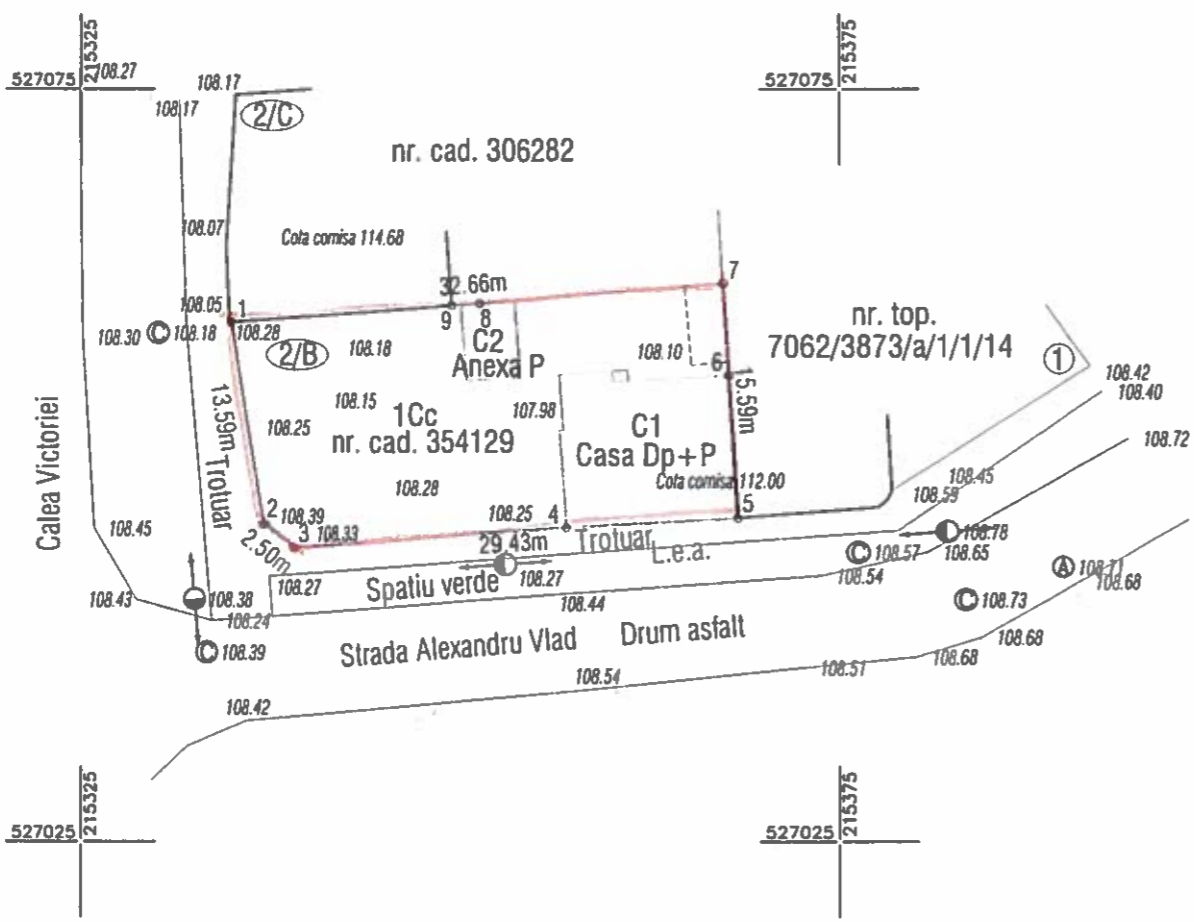 215325
215375
108.27
527075
527075
108.17
108.17
2/C
nr. cad. 306282
108.07
Cota cornisa 114.68
7
108.05
1
32.66m
9
8
108.30
C
108.18
108.28
nr. top.
7062/3873/a/1/1/14
2/B
108.18
C2
Anexa P
108.10
6
1
108.42
108.40
13.59m
108.15
107.98
15.59m
108.25
1Cc
nr. cad. 354129
C1
Casa Dp+P
108.72
Trotuar
Calea Victoriei
108.28
Cota cornisa 112.00
108.45
108.59
2
108.39
108.25
4
5
108.45
3
108.33
2.50m
29.43m
Trotuar
L.e.a.
108.78
C
108.57
108.65
108.27
Spatiu verde
108.27
108.54
A
108.71
108.68
108.43
108.38
108.44
C
108.73
108.24
C
108.39
Strada Alexandru Vlad
Drum asfalt
108.68
108.68
108.51
108.54
108.42
215325
215375
527025
527025